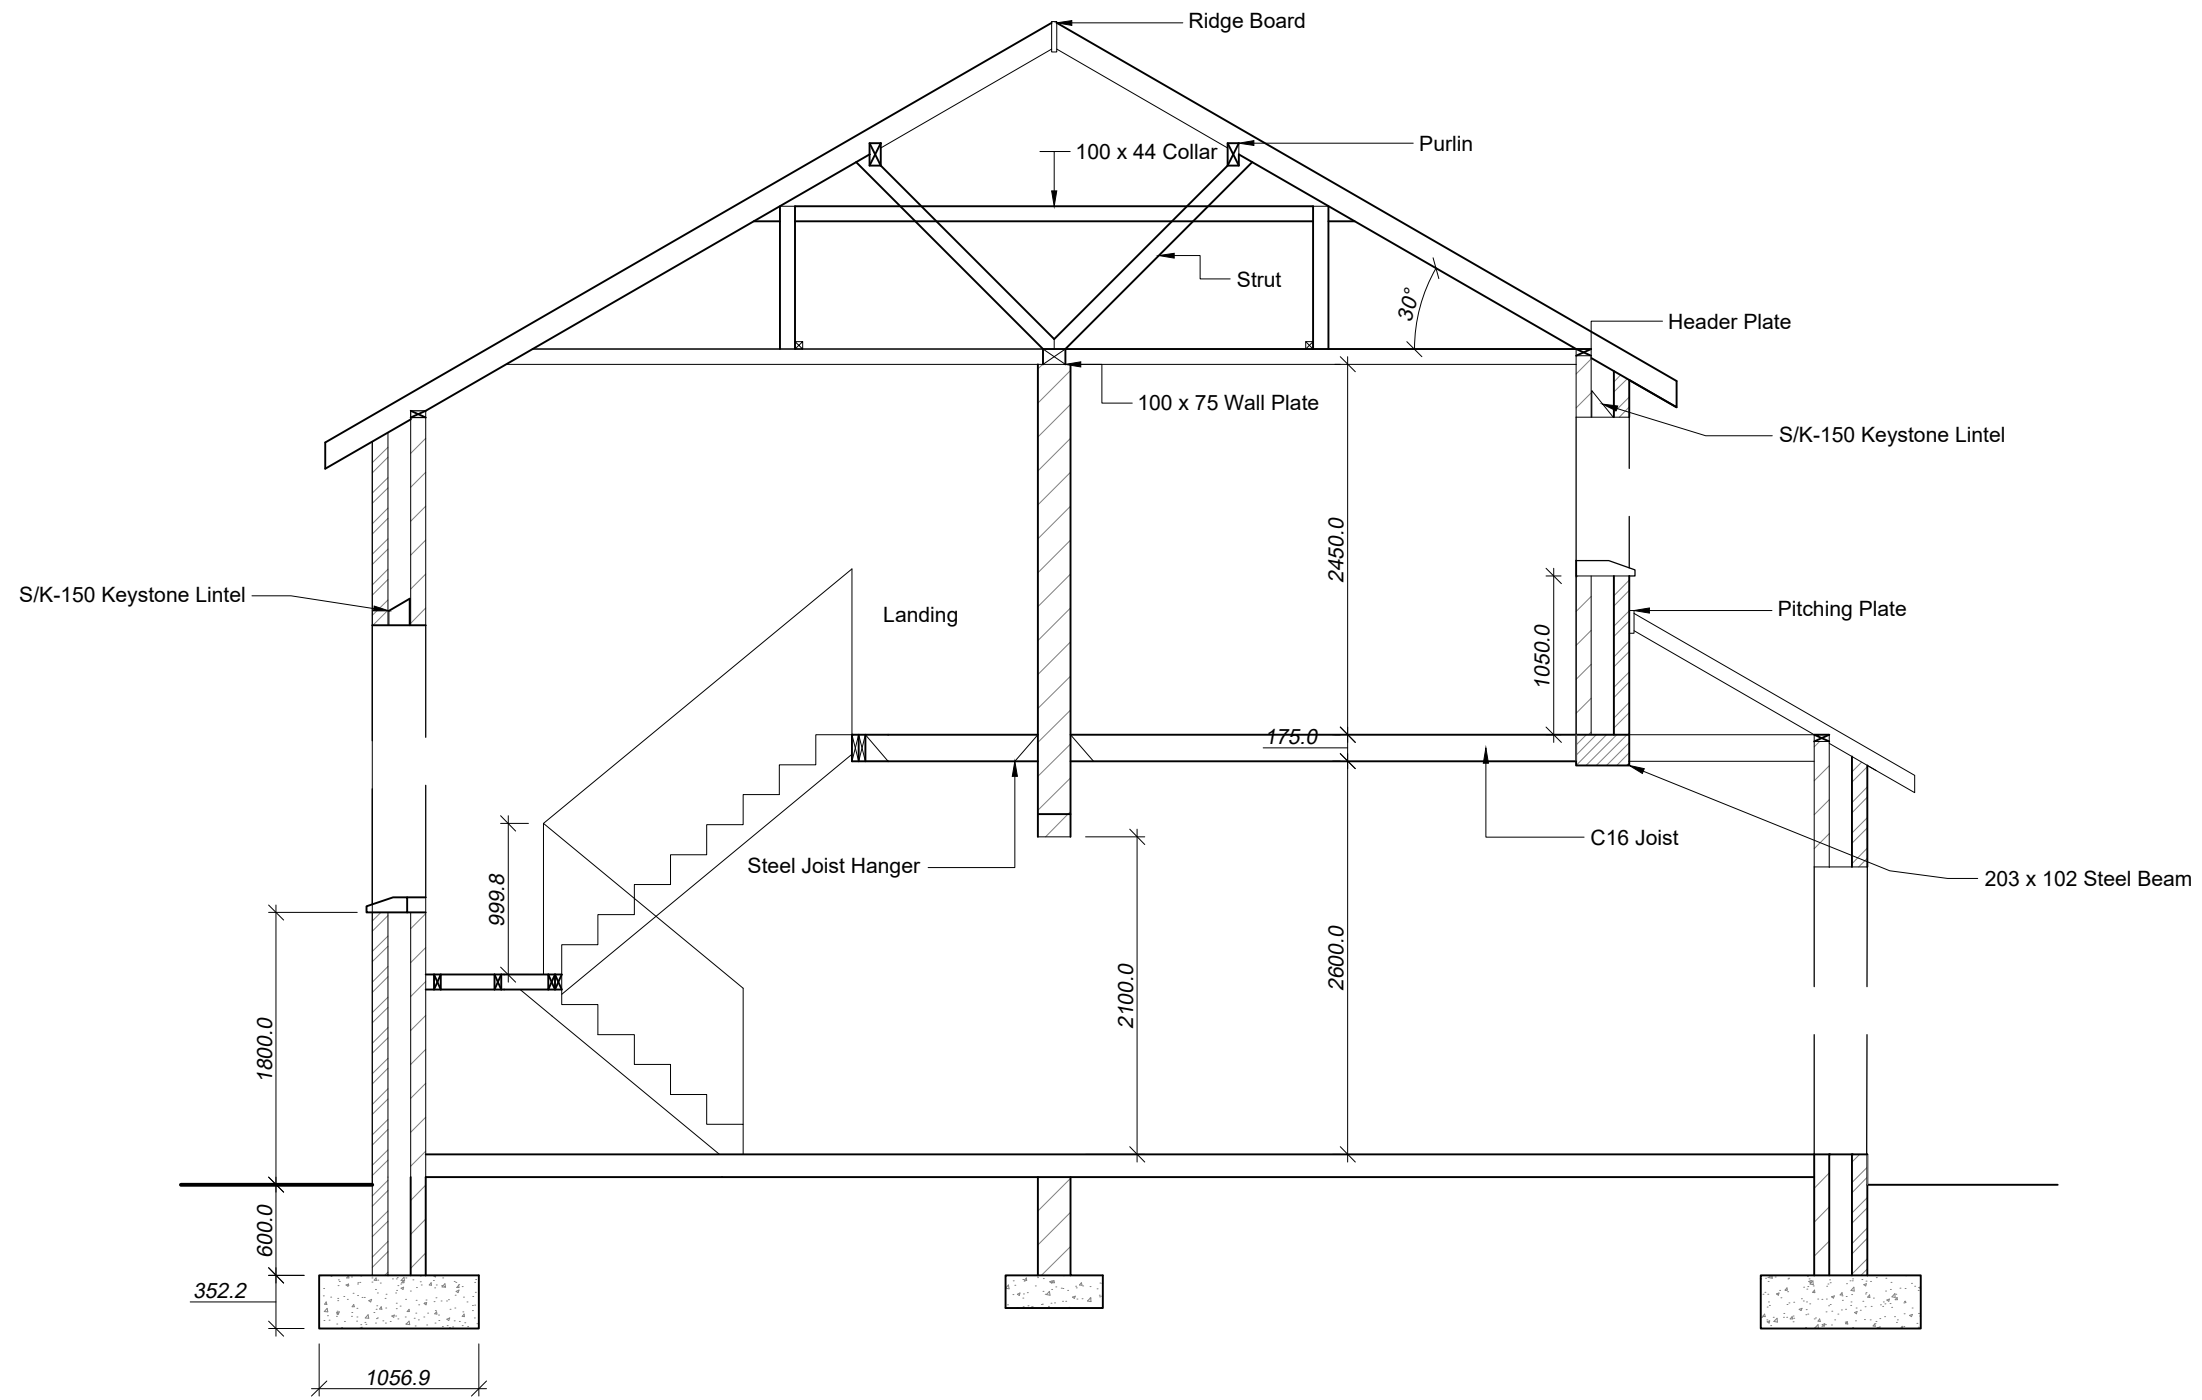 Ridge Board
Purlin
100 x 44 Collar
Strut
30°
Header Plate
100 x 75 Wall Plate
S/K-150 Keystone Lintel
2450.0
S/K-150 Keystone Lintel
Landing
Pitching Plate
1050.0
175.0
C16 Joist
Steel Joist Hanger
203 x 102 Steel Beam
999.8
2600.0
2100.0
1800.0
600.0
352.2
1056.9